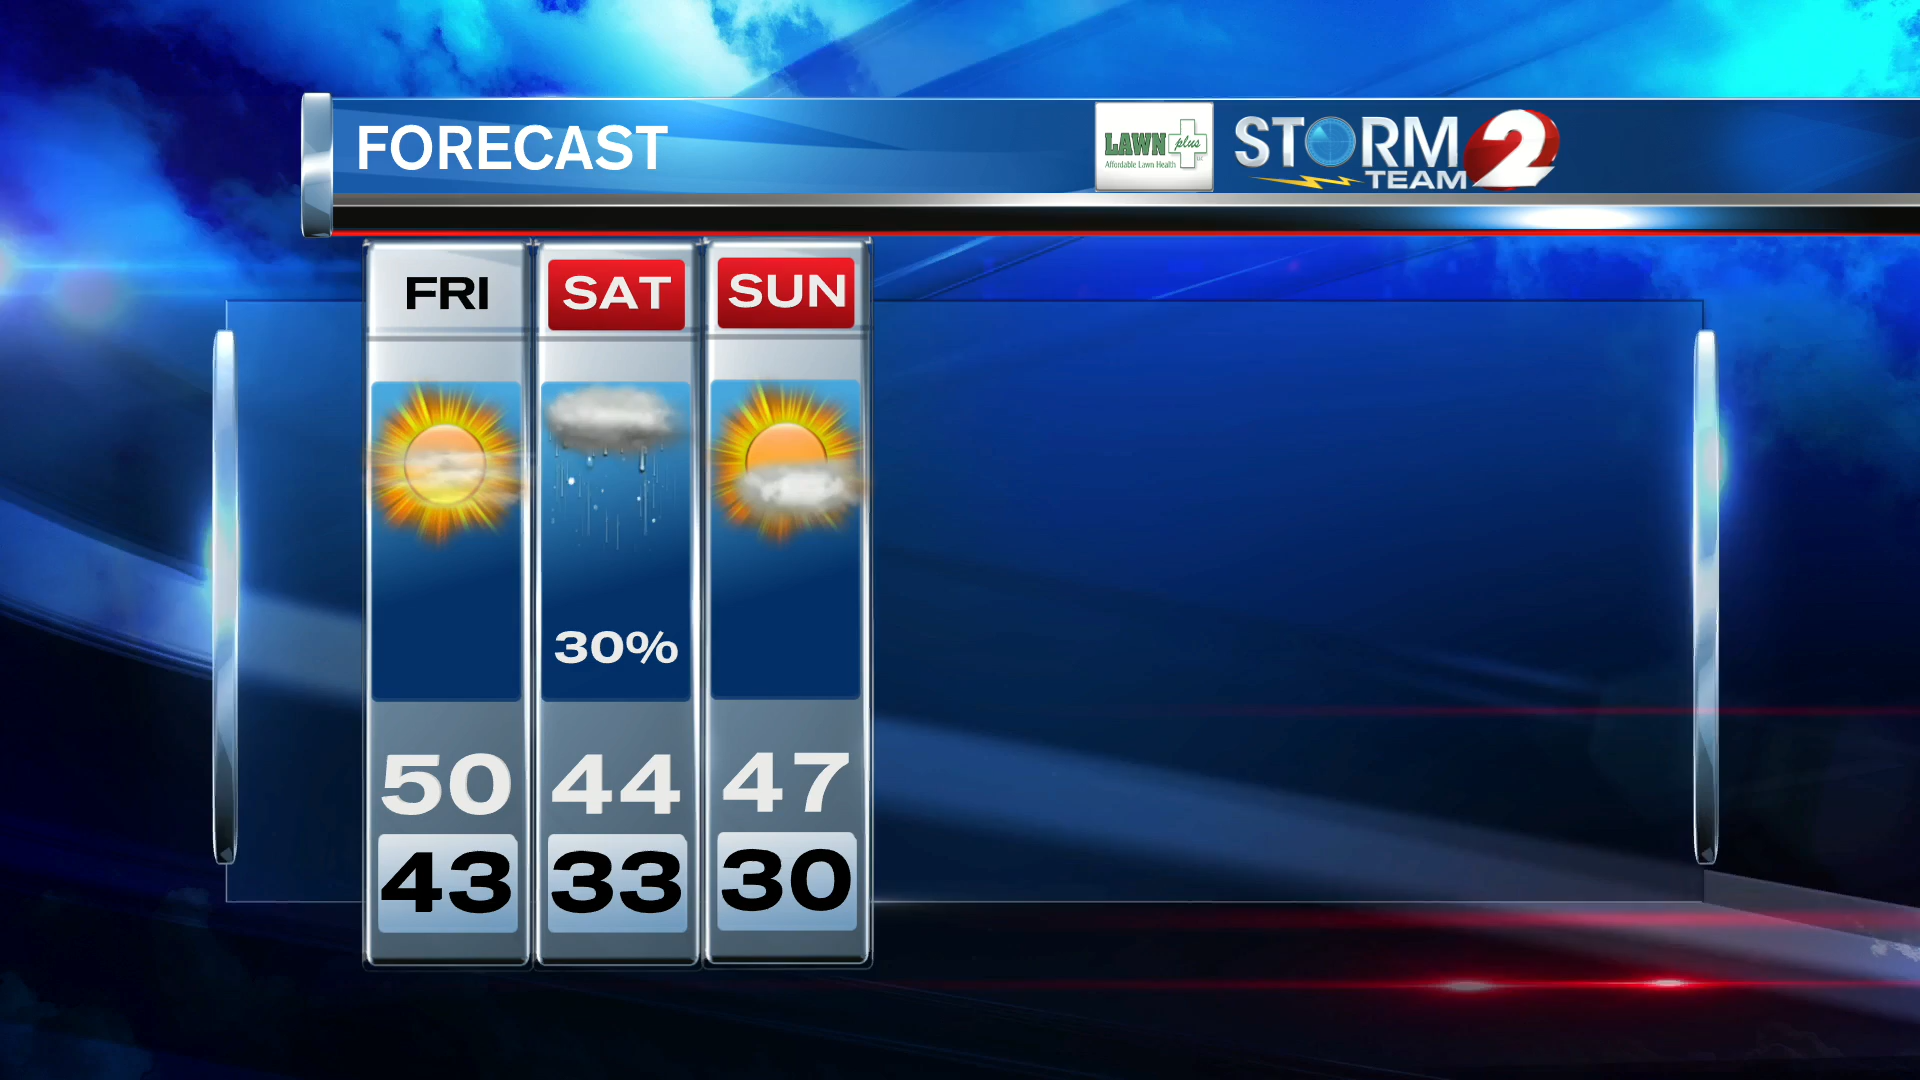 FORECAST
LAWN plus
Affordable Lawn Health
STORM
TEAM
2
FRI
SAT
SUN
30%
50
44
47
43
33
30